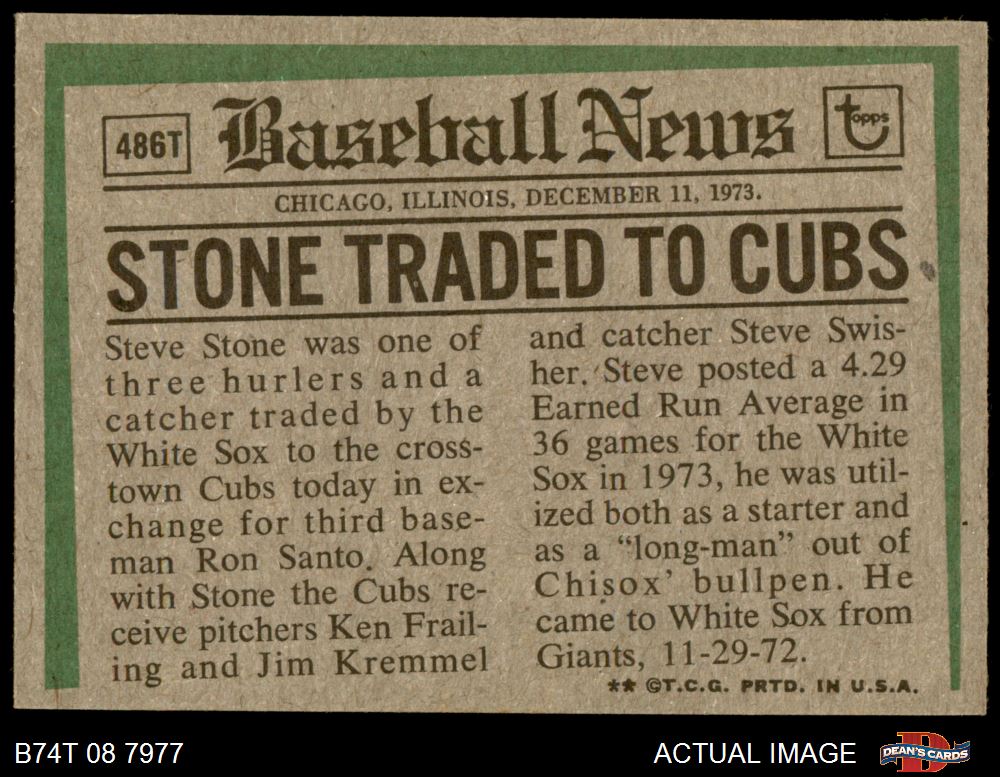 486T
Baseball News
topps
CHICAGO, ILLINOIS, DECEMBER 11, 1973.
STONE TRADED TO CUBS
Steve Stone was one of
three hurlers and a
catcher traded by the
White Sox to the cross-
town Cubs today in ex-
change for third base-
man Ron Santo. Along
with Stone the Cubs re-
ceive pitchers Ken Frail-
ing and Jim Kremmel
and catcher Steve Swis-
her. Steve posted a 4.29
Earned Run Average in
36 games for the White
Sox in 1973, he was util-
ized both as a starter and
as a “long-man” out of
Chisox’ bullpen. He
came to White Sox from
Giants, 11-29-72.
** ©T.C.G. PRTD. IN U.S.A.
B74T 08 7977
ACTUAL IMAGE
D
DEAN'S CARDS